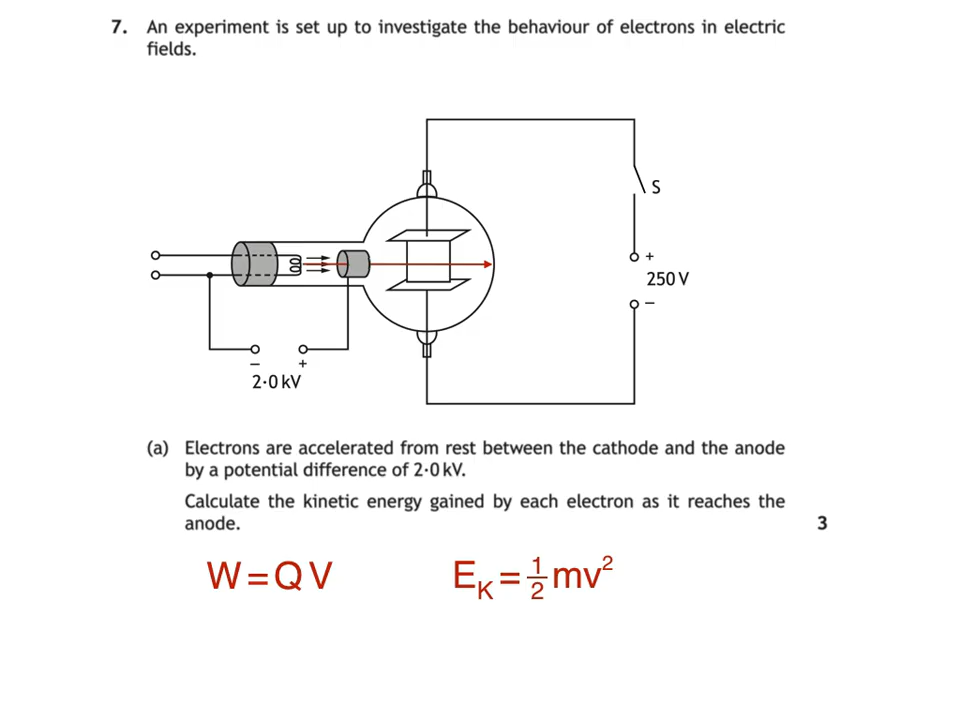 7. An experiment is set up to investigate the behaviour of electrons in electric
fields.
S
+
250 V
–
– +
2·0 kV
(a) Electrons are accelerated from rest between the cathode and the anode
by a potential difference of 2·0 kV.
Calculate the kinetic energy gained by each electron as it reaches the
anode. 3
W = QV E_K = ½mv²